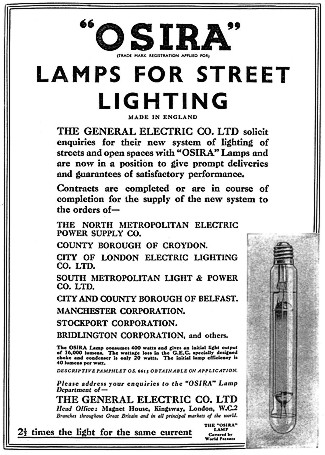 "OSIRA"
(TRADE MARK REGISTRATION APPLIED FOR)
LAMPS FOR STREET
LIGHTING
MADE IN ENGLAND
THE GENERAL ELECTRIC CO. LTD solicit
enquiries for their new system of lighting of
streets and open spaces with "OSIRA" Lamps and
are now in a position to give prompt deliveries
and guarantees of satisfactory performance.
Contracts are completed or are in course of
completion for the supply of the new system to
the orders of—
THE NORTH METROPOLITAN ELECTRIC
POWER SUPPLY CO.
COUNTY BOROUGH OF CROYDON.
CITY OF LONDON ELECTRIC LIGHTING
CO. LTD.
SOUTH METROPOLITAN LIGHT & POWER
CO. LTD.
CITY AND COUNTY BOROUGH OF BELFAST.
MANCHESTER CORPORATION.
STOCKPORT CORPORATION.
BRIDLINGTON CORPORATION, and others.
The OSIRA Lamp consumes 400 watts and gives an initial light output
of 16,000 lumens. The wattage loss in the G.E.C. specially designed
choke and condenser is only 20 watts. The initial lamp efficiency is
40 lumens per watt.
DESCRIPTIVE PAMPHLET OS. 6615 OBTAINABLE ON APPLICATION.
Please address your enquiries to the "OSIRA" Lamp
Department of—
THE GENERAL ELECTRIC CO. LTD
Head Office: Magnet House, Kingsway, London, W.C.2
Branches throughout Great Britain and in all principal markets of the world.
2½ times the light for the same current
THE "OSIRA"
LAMP
Covered by
World Patents